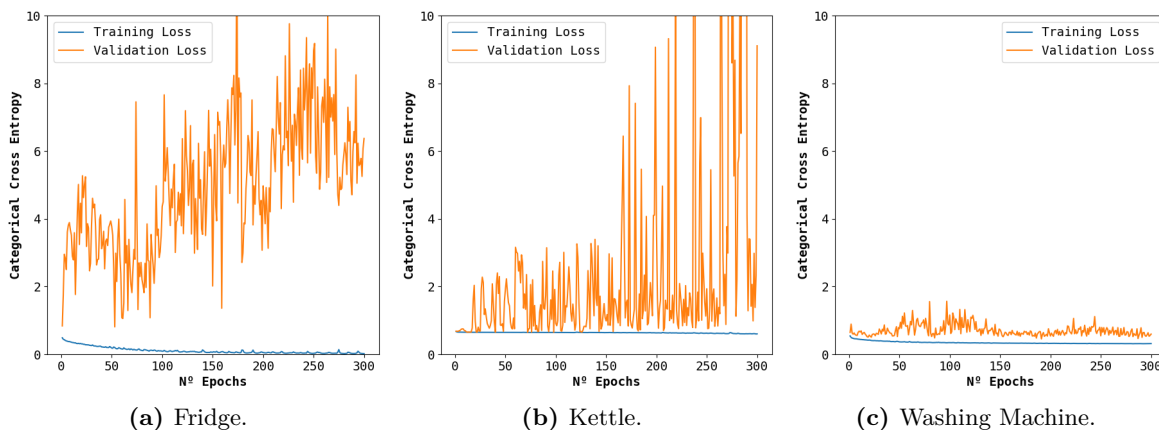 10
8
6
4
2
0
Categorical Cross Entropy
Training Loss
Validation Loss
0 50 100 150 200 250 300
Nº Epochs
(a) Fridge.
10
8
6
4
2
0
Categorical Cross Entropy
Training Loss
Validation Loss
0 50 100 150 200 250 300
Nº Epochs
(b) Kettle.
10
8
6
4
2
0
Categorical Cross Entropy
Training Loss
Validation Loss
0 50 100 150 200 250 300
Nº Epochs
(c) Washing Machine.